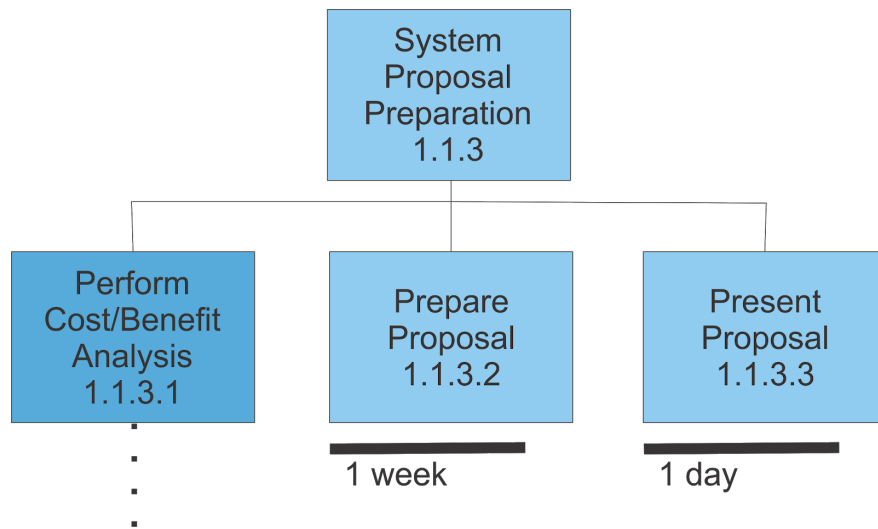 System
Proposal
Preparation
1.1.3
Perform
Cost/Benefit
Analysis
1.1.3.1
Prepare
Proposal
1.1.3.2
Present
Proposal
1.1.3.3
1 week
1 day